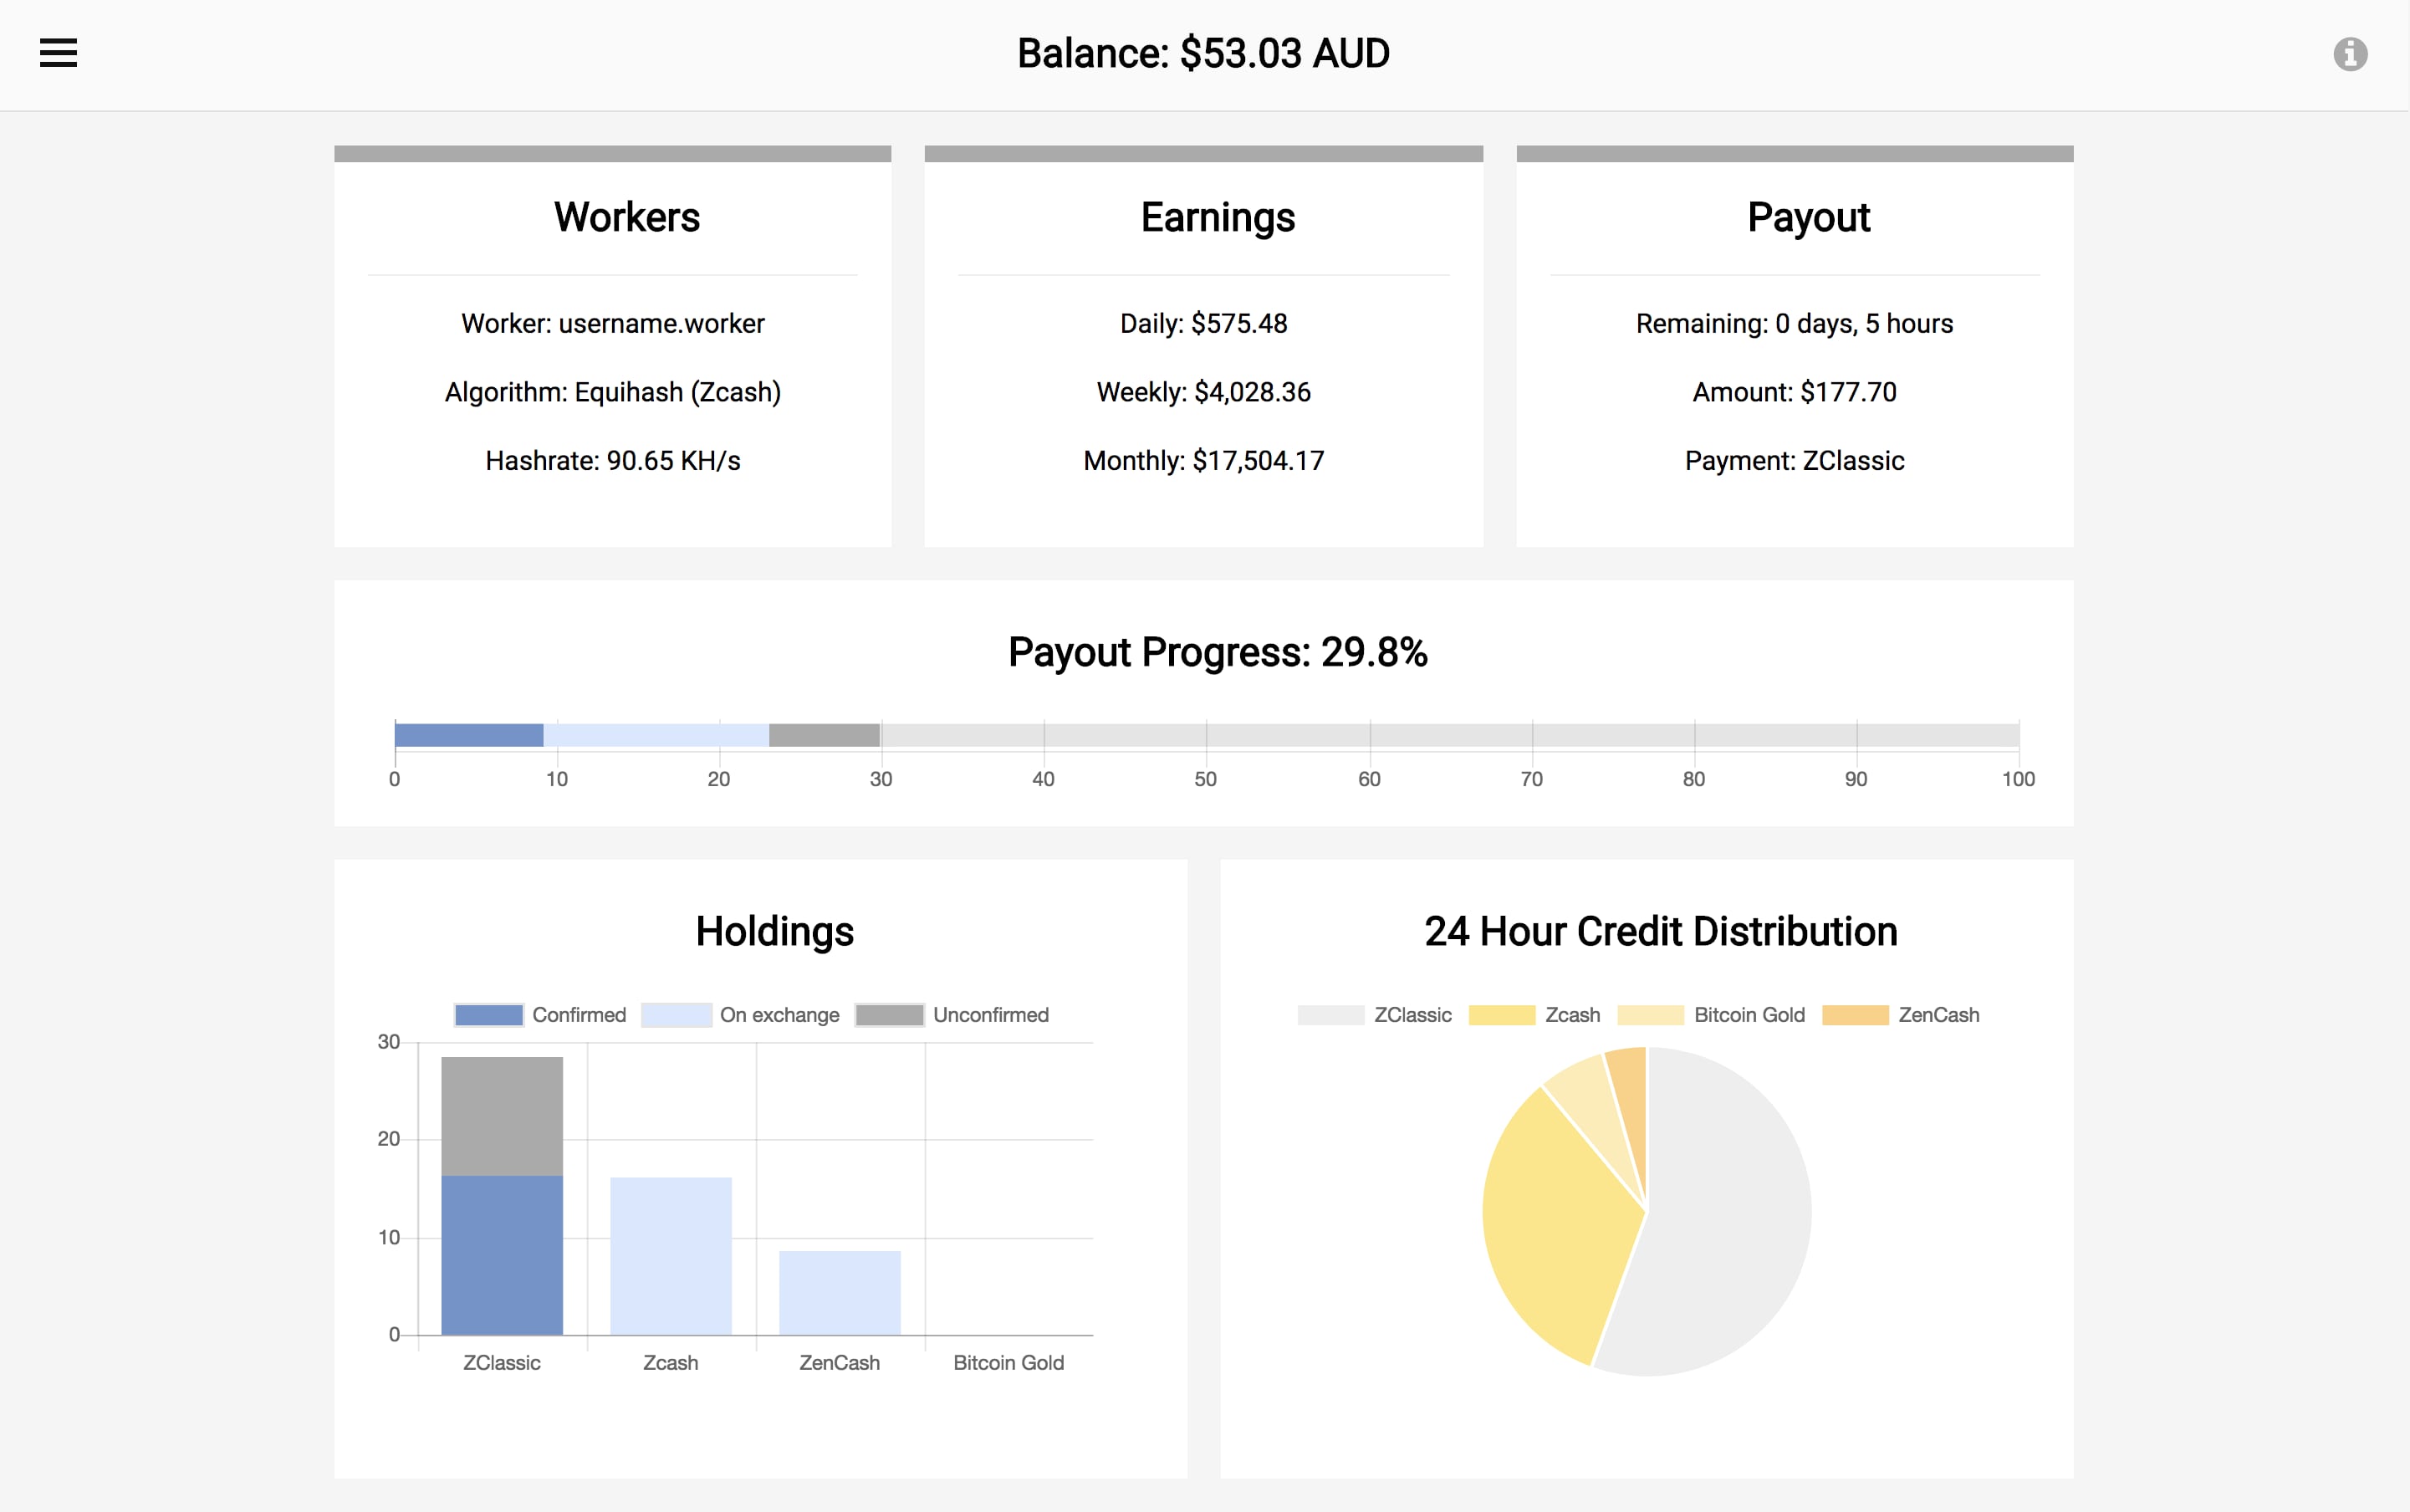 Balance: $53.03 AUD
Workers
Worker: username.worker
Algorithm: Equihash (Zcash)
Hashrate: 90.65 KH/s
Earnings
Daily: $575.48
Weekly: $4,028.36
Monthly: $17,504.17
Payout
Remaining: 0 days, 5 hours
Amount: $177.70
Payment: ZClassic
Payout Progress: 29.8%
0 10 20 30 40 50 60 70 80 90 100
Holdings
Confirmed On exchange Unconfirmed
30
20
10
0
ZClassic Zcash ZenCash Bitcoin Gold
24 Hour Credit Distribution
ZClassic Zcash Bitcoin Gold ZenCash